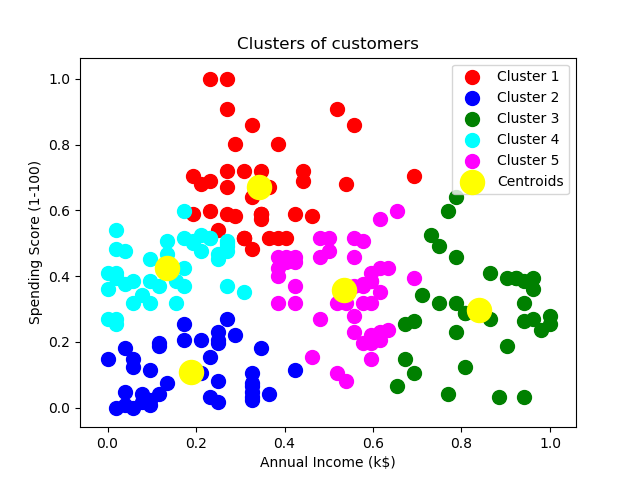 Clusters of customers
Cluster 1
Cluster 2
Cluster 3
Cluster 4
Cluster 5
Centroids
Spending Score (1-100)
1.0
0.8
0.6
0.4
0.2
0.0
0.0 0.2 0.4 0.6 0.8 1.0
Annual Income (k$)